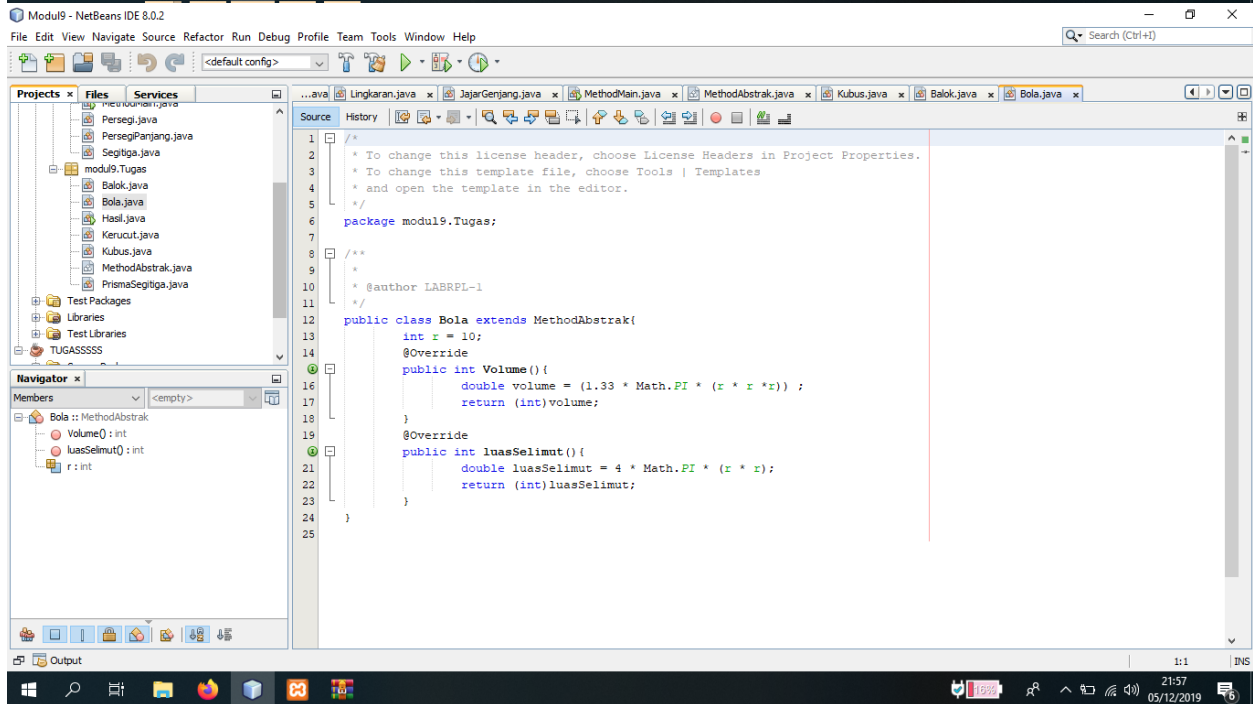 Modul9 - NetBeans IDE 8.0.2
File Edit View Navigate Source Refactor Run Debug Profile Team Tools Window Help
Search (Ctrl+I)
<default config>
Projects Files Services
MethodMain.java
Persegi.java
PersegiPanjang.java
Segitiga.java
modul9.Tugas
Balok.java
Bola.java
Hasil.java
Kerucut.java
Kubus.java
MethodAbstrak.java
PrismaSegitiga.java
Test Packages
Libraries
Test Libraries
TUGASSSSS
Navigator
Members <empty>
Bola :: MethodAbstrak
Volume() : int
luasSelimut() : int
r : int
...ava Lingkaran.java JajarGenjang.java MethodMain.java MethodAbstrak.java Kubus.java Balok.java Bola.java
Source History
1 /*
2 * To change this license header, choose License Headers in Project Properties.
3 * To change this template file, choose Tools | Templates
4 * and open the template in the editor.
5 */
6 package modul9.Tugas;
7
8 /**
9 *
10 * @author LABRPL-1
11 */
12 public class Bola extends MethodAbstrak{
13 int r = 10;
14 @Override
public int Volume(){
16 double volume = (1.33 * Math.PI * (r * r *r)) ;
17 return (int)volume;
18 }
19 @Override
public int luasSelimut(){
21 double luasSelimut = 4 * Math.PI * (r * r);
22 return (int)luasSelimut;
23 }
24 }
25
Output
1:1 INS
16%
21:57
05/12/2019
6